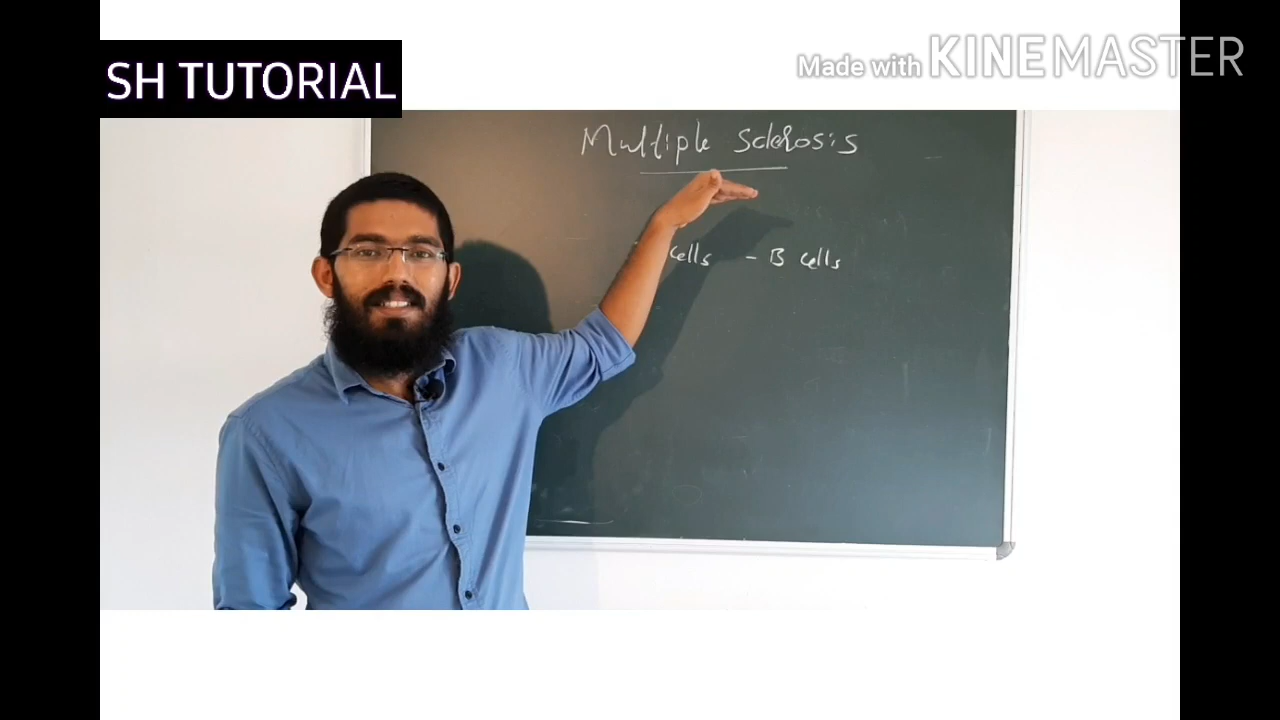 SH TUTORIAL
Made with KINEMASTER
Multiple Sclerosis
cells - B cells